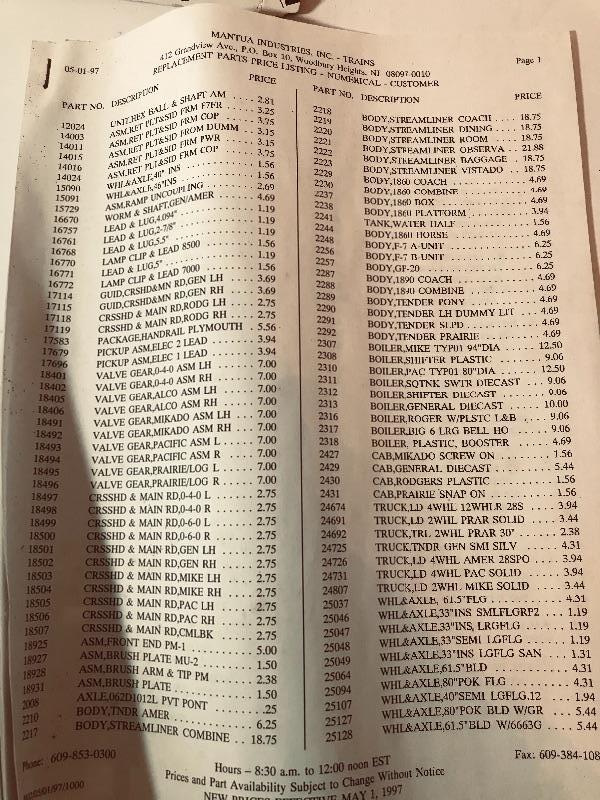 05-01-97
MANTUA INDUSTRIES, INC. - TRAINS
412 Grandview Ave., P.O. Box 10, Woodbury Heights, NJ 08097-0010
REPLACEMENT PARTS PRICE LISTING - NUMERICAL - CUSTOMER
Page 1
PART NO. DESCRIPTION PRICE
12024 UNIT,HEX BALL & SHAFT AM .... 2.81
14003 ASM,RET PLT&SID FRM F7FR .... 3.25
14011 ASM,RET PLT&SID FRM COP .... 3.75
14015 ASM,RET PLT&SID FROM DUMM .... 3.15
14016 ASM,RET PLT&SID FRM PWR .... 3.15
14024 ASM,RET PLT&SID FRM COP .... 3.75
15090 WHL&AXLE,40" INS .... 1.56
15091 WHL&AXLE,46"INS .... 1.56
15729 ASM,RAMP UNCOUPLING .... 2.69
16670 WORM & SHAFT,GEN/AMER .... 4.69
16757 LEAD & LUG,4.094" .... 1.19
16761 LEAD & LUG,2-7/8" .... 1.19
16768 LEAD & LUG,5.5" .... 1.19
16770 LAMP CLIP & LEAD 8500 .... 1.56
16771 LEAD & LUG,5" .... 1.19
16772 LAMP CLIP & LEAD 7000 .... 1.56
17114 GUID,CRSHD&MN RD,GEN LH .... 3.69
17115 GUID,CRSHD&MN RD,GEN RH .... 3.69
17118 CRSSHD & MAIN RD,RODG LH .... 2.75
17119 CRSSHD & MAIN RD,RODG RH .... 2.75
17583 PACKAGE,HANDRAIL PLYMOUTH .... 5.56
17679 PICKUP ASM,ELEC 2 LEAD .... 3.94
17696 PICKUP ASM,ELEC 1 LEAD .... 3.94
18401 VALVE GEAR,0-4-0 ASM LH .... 7.00
18402 VALVE GEAR,0-4-0 ASM RH .... 7.00
18405 VALVE GEAR,ALCO ASM LH .... 7.00
18406 VALVE GEAR,ALCO ASM RH .... 7.00
18491 VALVE GEAR,MIKADO ASM LH .... 7.00
18492 VALVE GEAR,MIKADO ASM RH .... 7.00
18493 VALVE GEAR,PACIFIC ASM L .... 7.00
18494 VALVE GEAR,PACIFIC ASM R .... 7.00
18495 VALVE GEAR,PRAIRIE/LOG L .... 7.00
18496 VALVE GEAR,PRAIRIE/LOG R .... 7.00
18497 CRSSHD & MAIN RD,0-4-0 L .... 2.75
18498 CRSSHD & MAIN RD,0-4-0 R .... 2.75
18499 CRSSHD & MAIN RD,0-6-0 L .... 2.75
18500 CRSSHD & MAIN RD,0-6-0 R .... 2.75
18501 CRSSHD & MAIN RD,GEN LH .... 2.75
18502 CRSSHD & MAIN RD,GEN RH .... 2.75
18503 CRSSHD & MAIN RD,MIKE LH .... 2.75
18504 CRSSHD & MAIN RD,MIKE RH .... 2.75
18505 CRSSHD & MAIN RD,PAC LH .... 2.75
18506 CRSSHD & MAIN RD,PAC RH .... 2.75
18507 CRSSHD & MAIN RD,CMLBK .... 2.75
18925 ASM,FRONT END PM-1 .... 5.00
18927 ASM,BRUSH PLATE MU-2 .... 1.50
18928 ASM,BRUSH ARM & TIP PM .... 2.38
18931 ASM,BRUSH PLATE .... 1.50
2008 AXLE,062D1012L PVT PONT .... .25
2210 BODY,TNDR AMER .... 6.25
2217 BODY,STREAMLINER COMBINE .. 18.75
PART NO. DESCRIPTION PRICE
2218 BODY,STREAMLINER COACH .... 18.75
2219 BODY,STREAMLINER DINING .... 18.75
2220 BODY,STREAMLINER ROOM .... 18.75
2221 BODY,STREAMLINER OBSERVA .. 21.88
2222 BODY,STREAMLINER BAGGAGE .. 18.75
2223 BODY,STREAMLINER VISTADO .. 18.75
2229 BODY,1860 COACH .... 4.69
2230 BODY,1860 COMBINE .... 4.69
2237 BODY,1860 BOX .... 4.69
2238 BODY,1860 PLATFORM .... 3.94
2241 TANK,WATER HALF .... 1.56
2244 BODY,1860 HORSE .... 4.69
2248 BODY,F-7 A-UNIT .... 6.25
2256 BODY,F-7 B-UNIT .... 6.25
2257 BODY,GP-20 .... 6.25
2287 BODY,1890 COACH .... 4.69
2288 BODY,1890 COMBINE .... 4.69
2289 BODY,TENDER PONY .... 4.69
2290 BODY,TENDER LH DUMMY LIT .... 4.69
2291 BODY,TENDER SLPD .... 4.69
2292 BODY,TENDER PRAIRIE .... 4.69
2307 BOILER,MIKE TYP01 94"DIA .... 12.50
2308 BOILER,SHIFTER PLASTIC .... 9.06
2310 BOILER,PAC TYP01 80"DIA .... 12.50
2311 BOILER,SQTNK SWTR DIECAST .... 9.06
2312 BOILER,SHIFTER DIECAST .... 9.06
2313 BOILER,GENERAL DIECAST .... 10.00
2316 BOILER,ROGER W/PLSTC L&B .... 9.06
2317 BOILER,BIG 6 LRG BELL HO .... 9.06
2318 BOILER, PLASTIC, BOOSTER .... 4.69
2427 CAB,MIKADO SCREW ON .... 1.56
2429 CAB,GENERAL DIECAST .... 5.44
2430 CAB,RODGERS PLASTIC .... 1.56
2431 CAB,PRAIRIE SNAP ON .... 1.56
24674 TRUCK,LD 4WHL 12WHLR 28S .... 3.94
24691 TRUCK,LD 2WHL PRAR SOLID .... 3.44
24692 TRUCK,TRL 2WHL PRAR 30" .... 2.38
24725 TRUCK,TNDR GEN SMI SILV .... 4.31
24726 TRUCK,LD 4WHL AMER 28SPO .... 3.94
24731 TRUCK,LD 4WHL PAC SOLID .... 3.94
24807 TRUCK,LD 2WHL MIKE SOLID .... 3.44
25037 WHL&AXLE, 61.5"FLG .... 4.31
25046 WHL&AXLE,33"INS SMLFLGRP2 .... 1.19
25047 WHL&AXLE,33"INS, LRGFLG .... 1.19
25048 WHL&AXLE,33"SEMI LGFLG .... 1.19
25049 WHL&AXLE,33"INS LGFLG SAN .... 1.31
25064 WHL&AXLE,61.5"BLD .... 4.31
25094 WHL&AXLE,80"POK FLG .... 4.31
25107 WHL&AXLE,40"SEMI LGFLG.12 .... 1.94
25127 WHL&AXLE,80"POK BLD W/GR .... 5.44
25128 WHL&AXLE,61.5"BLD W/6663G .... 5.44
Phone: 609-853-0300
Hours - 8:30 a.m. to 12:00 noon EST
Fax: 609-384-108
Prices and Part Availability Subject to Change Without Notice
NEW PRICES EFFECTIVE MAY 1, 1997
05/01/97/1000